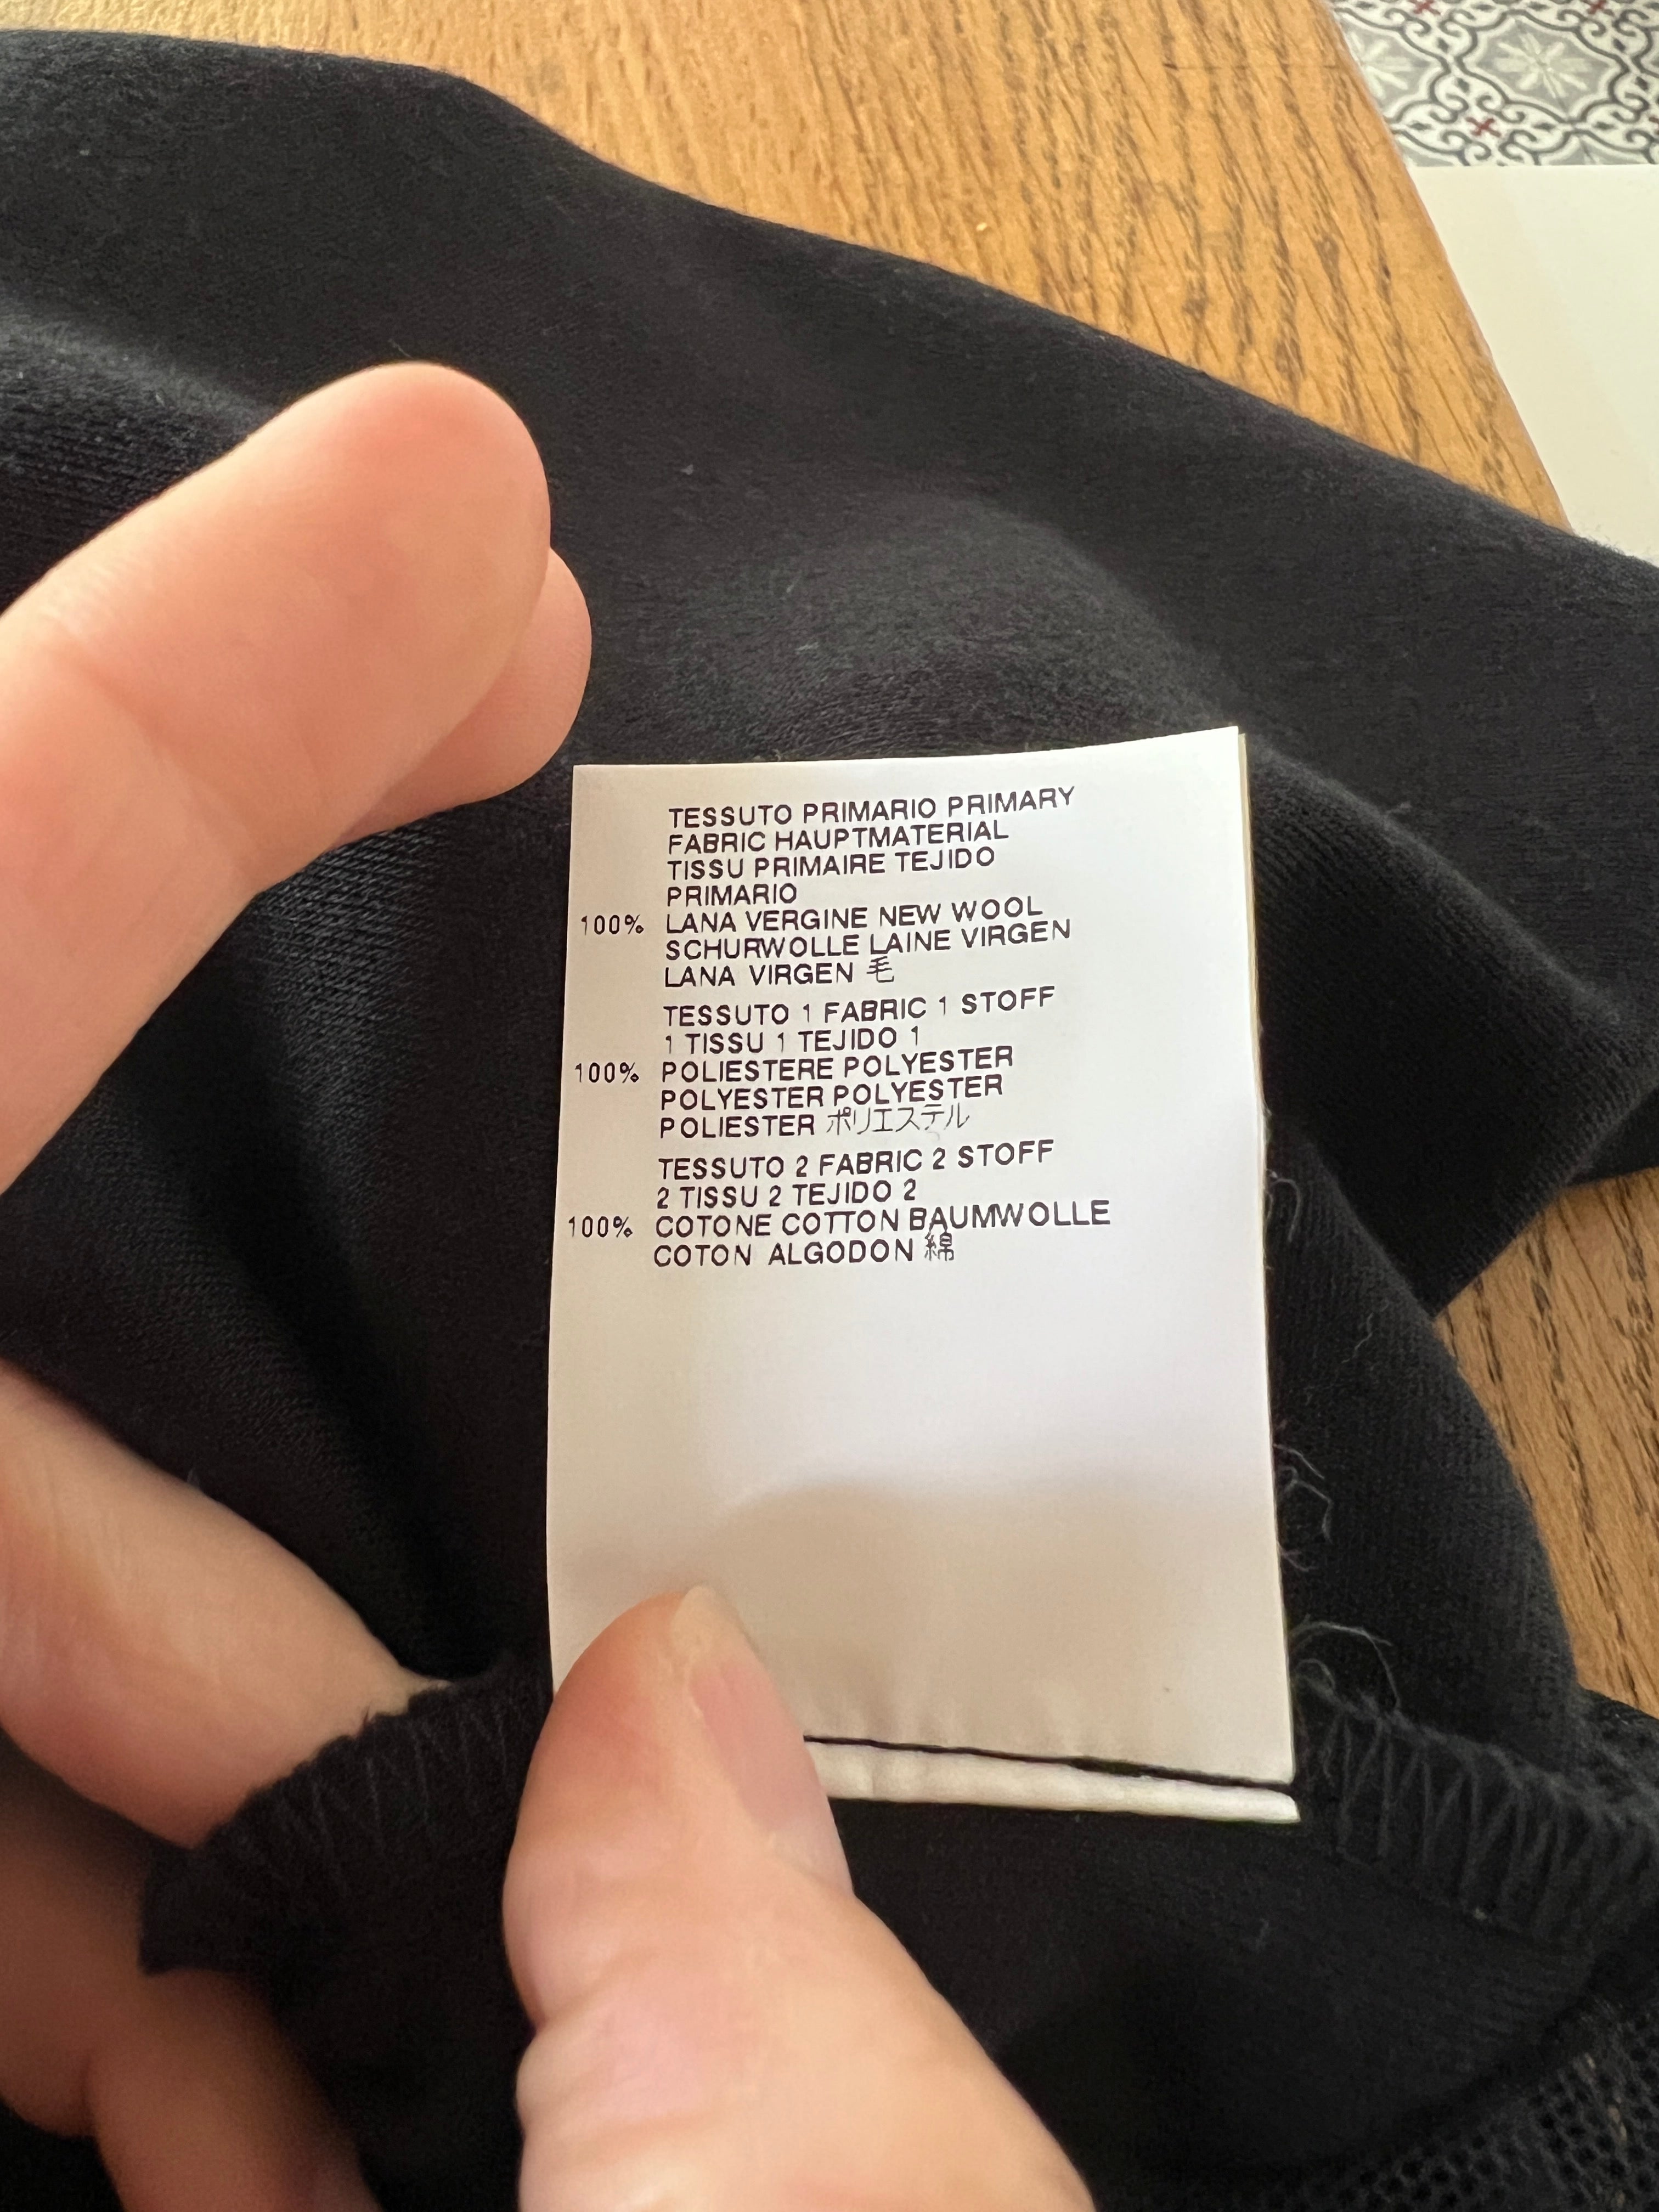 TESSUTO PRIMARIO PRIMARY
FABRIC HAUPTMATERIAL
TISSU PRIMAIRE TEJIDO
PRIMARIO
100% LANA VERGINE NEW WOOL
SCHURWOLLE LAINE VIRGEN
LANA VIRGEN 毛
TESSUTO 1 FABRIC 1 STOFF
1 TISSU 1 TEJIDO 1
100% POLIESTERE POLYESTER
POLYESTER POLYESTER
POLIESTER ポリエステル
TESSUTO 2 FABRIC 2 STOFF
2 TISSU 2 TEJIDO 2
100% COTONE COTTON BAUMWOLLE
COTON ALGODON 綿